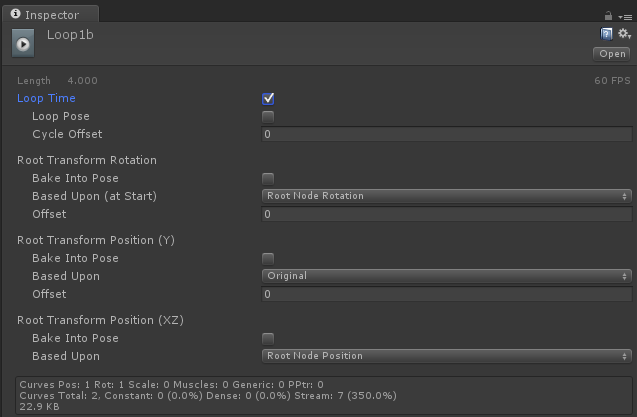 Inspector
Loop1b
Open
Length 4.000 60 FPS
Loop Time
Loop Pose
Cycle Offset 0
Root Transform Rotation
Bake Into Pose
Based Upon (at Start) Root Node Rotation
Offset 0
Root Transform Position (Y)
Bake Into Pose
Based Upon Original
Offset 0
Root Transform Position (XZ)
Bake Into Pose
Based Upon Root Node Position
Curves Pos: 1 Rot: 1 Scale: 0 Muscles: 0 Generic: 0 PPtr: 0
Curves Total: 2, Constant: 0 (0.0%) Dense: 0 (0.0%) Stream: 7 (350.0%)
22.9 KB